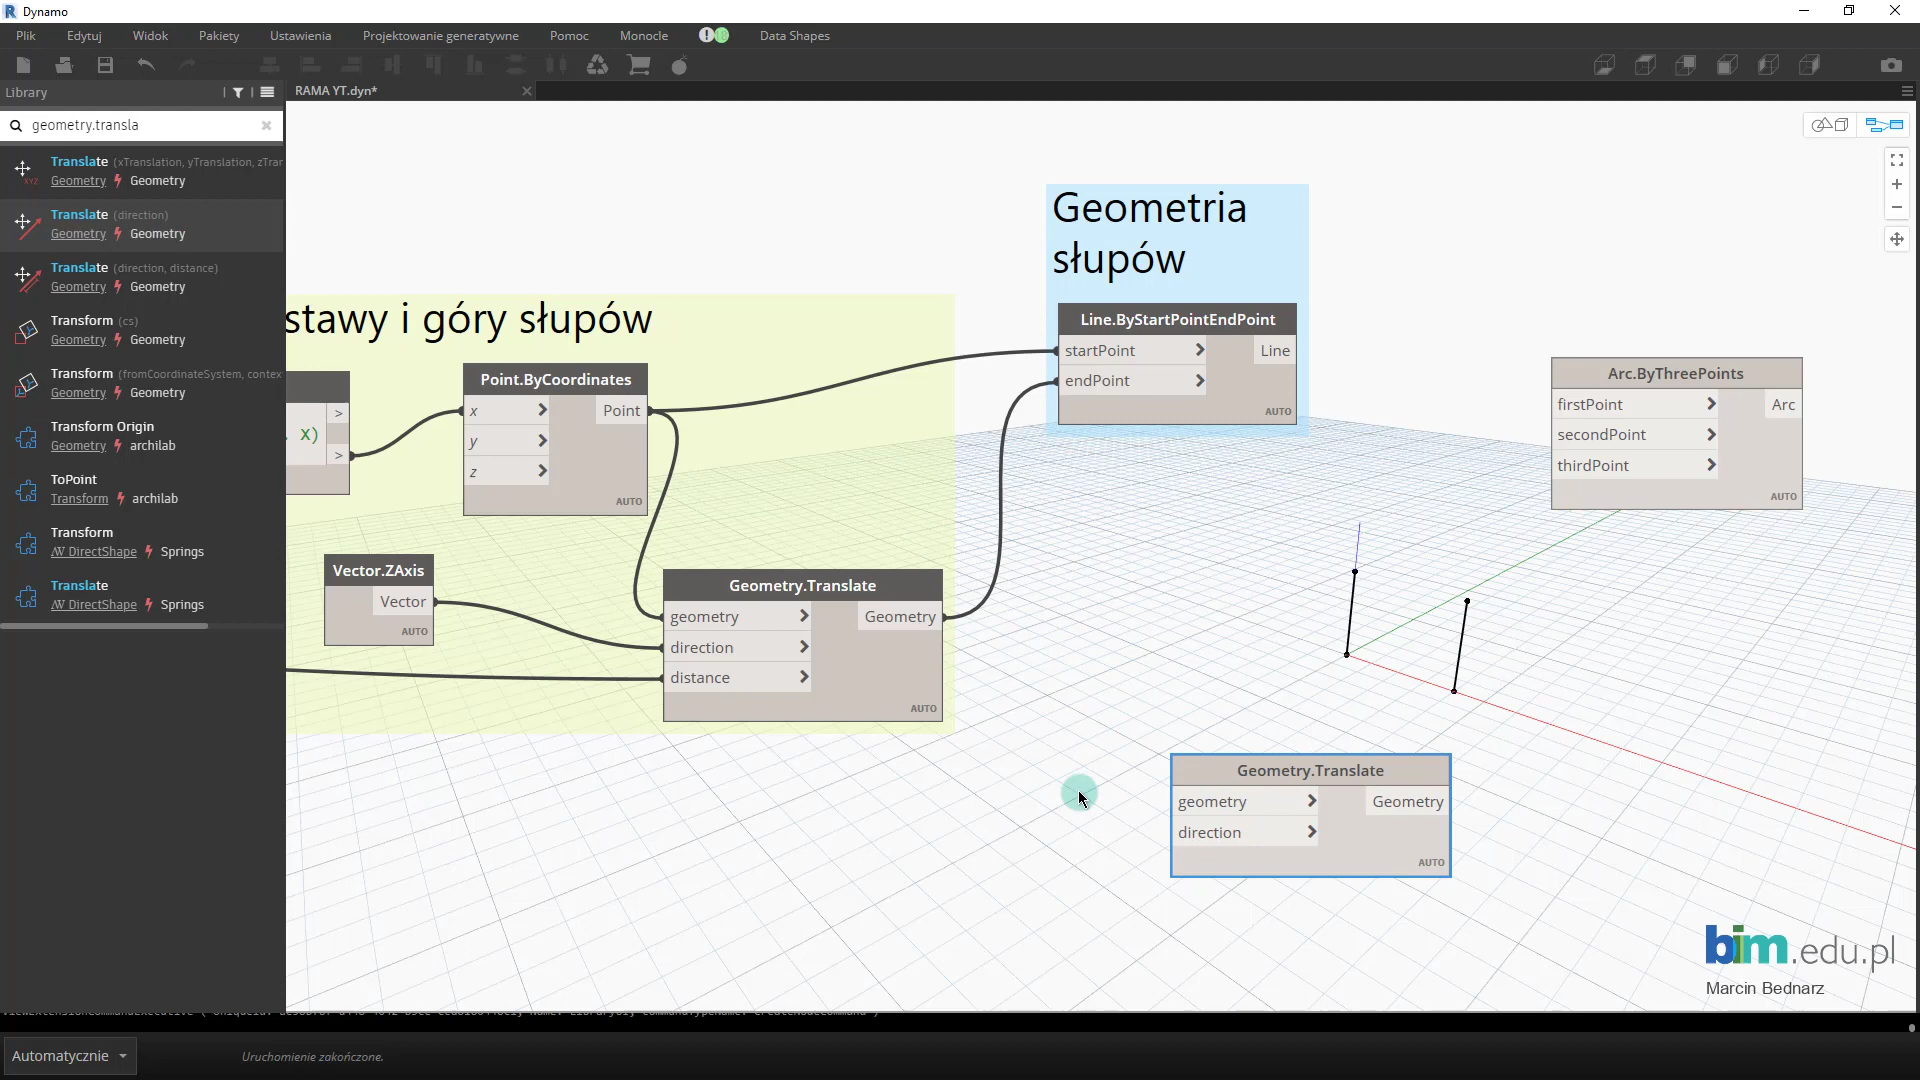 Dynamo
Plik Edytuj Widok Pakiety Ustawienia Projektowanie generatywne Pomoc Monocle Data Shapes
Library
RAMA YT.dyn*
geometry.transla
Translate (xTranslation, yTranslation, zTran
Geometry Geometry
Translate (direction)
Geometry Geometry
Translate (direction, distance)
Geometry Geometry
Transform (cs)
Geometry Geometry
Transform (fromCoordinateSystem, contex
Geometry Geometry
Transform Origin
Geometry archilab
ToPoint
Transform archilab
Transform
DirectShape Springs
Translate
DirectShape Springs
stawy i góry słupów
x)
>
>
Point.ByCoordinates
x Point
y
z
AUTO
Vector.ZAxis
Vector
AUTO
Geometry.Translate
geometry Geometry
direction
distance
AUTO
Geometria
słupów
Line.ByStartPointEndPoint
startPoint Line
endPoint
AUTO
Arc.ByThreePoints
firstPoint Arc
secondPoint
thirdPoint
AUTO
Geometry.Translate
geometry Geometry
direction
AUTO
bim.edu.pl
Marcin Bednarz
Automatycznie
Uruchomienie zakończone.